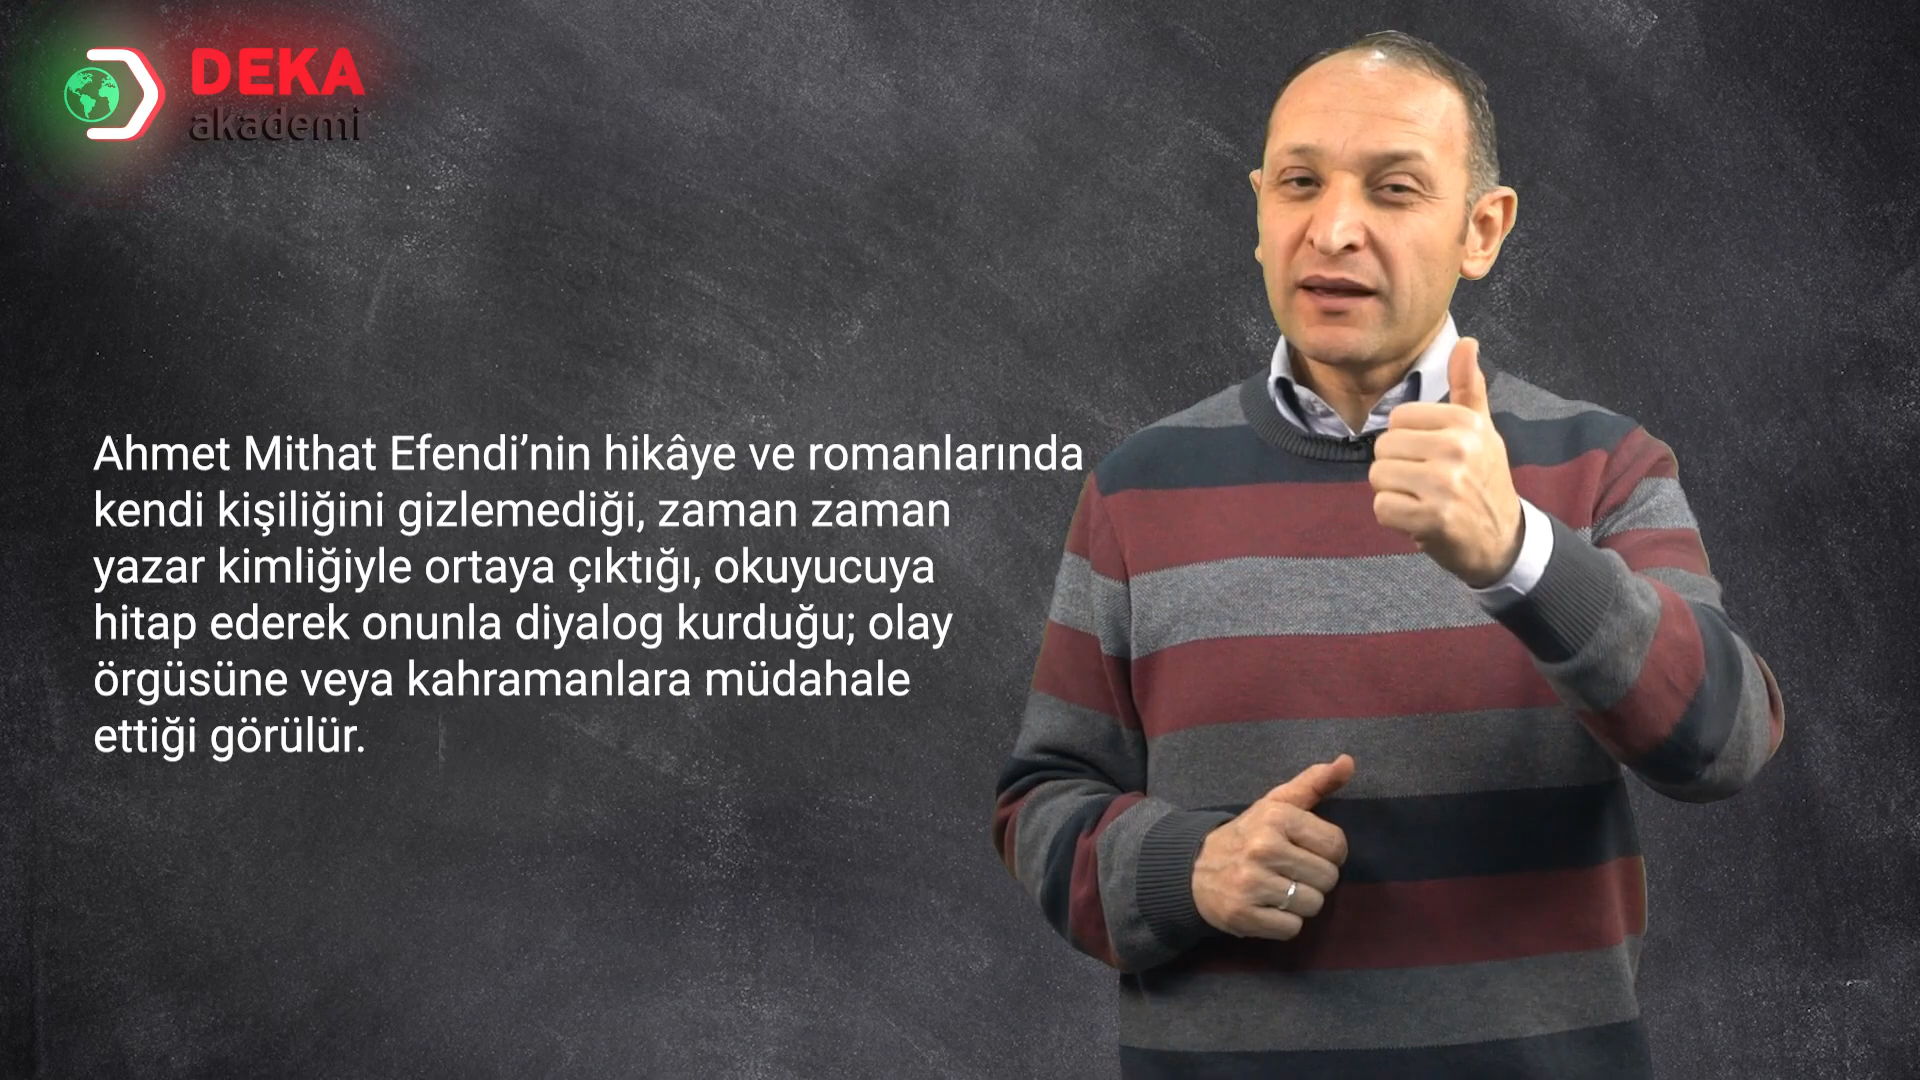 DEKA
akademi
Ahmet Mithat Efendi’nin hikâye ve romanlarında
kendi kişiliğini gizlemediği, zaman zaman
yazar kimliğiyle ortaya çıktığı, okuyucuya
hitap ederek onunla diyalog kurduğu; olay
örgüsüne veya kahramanlara müdahale
ettiği görülür.